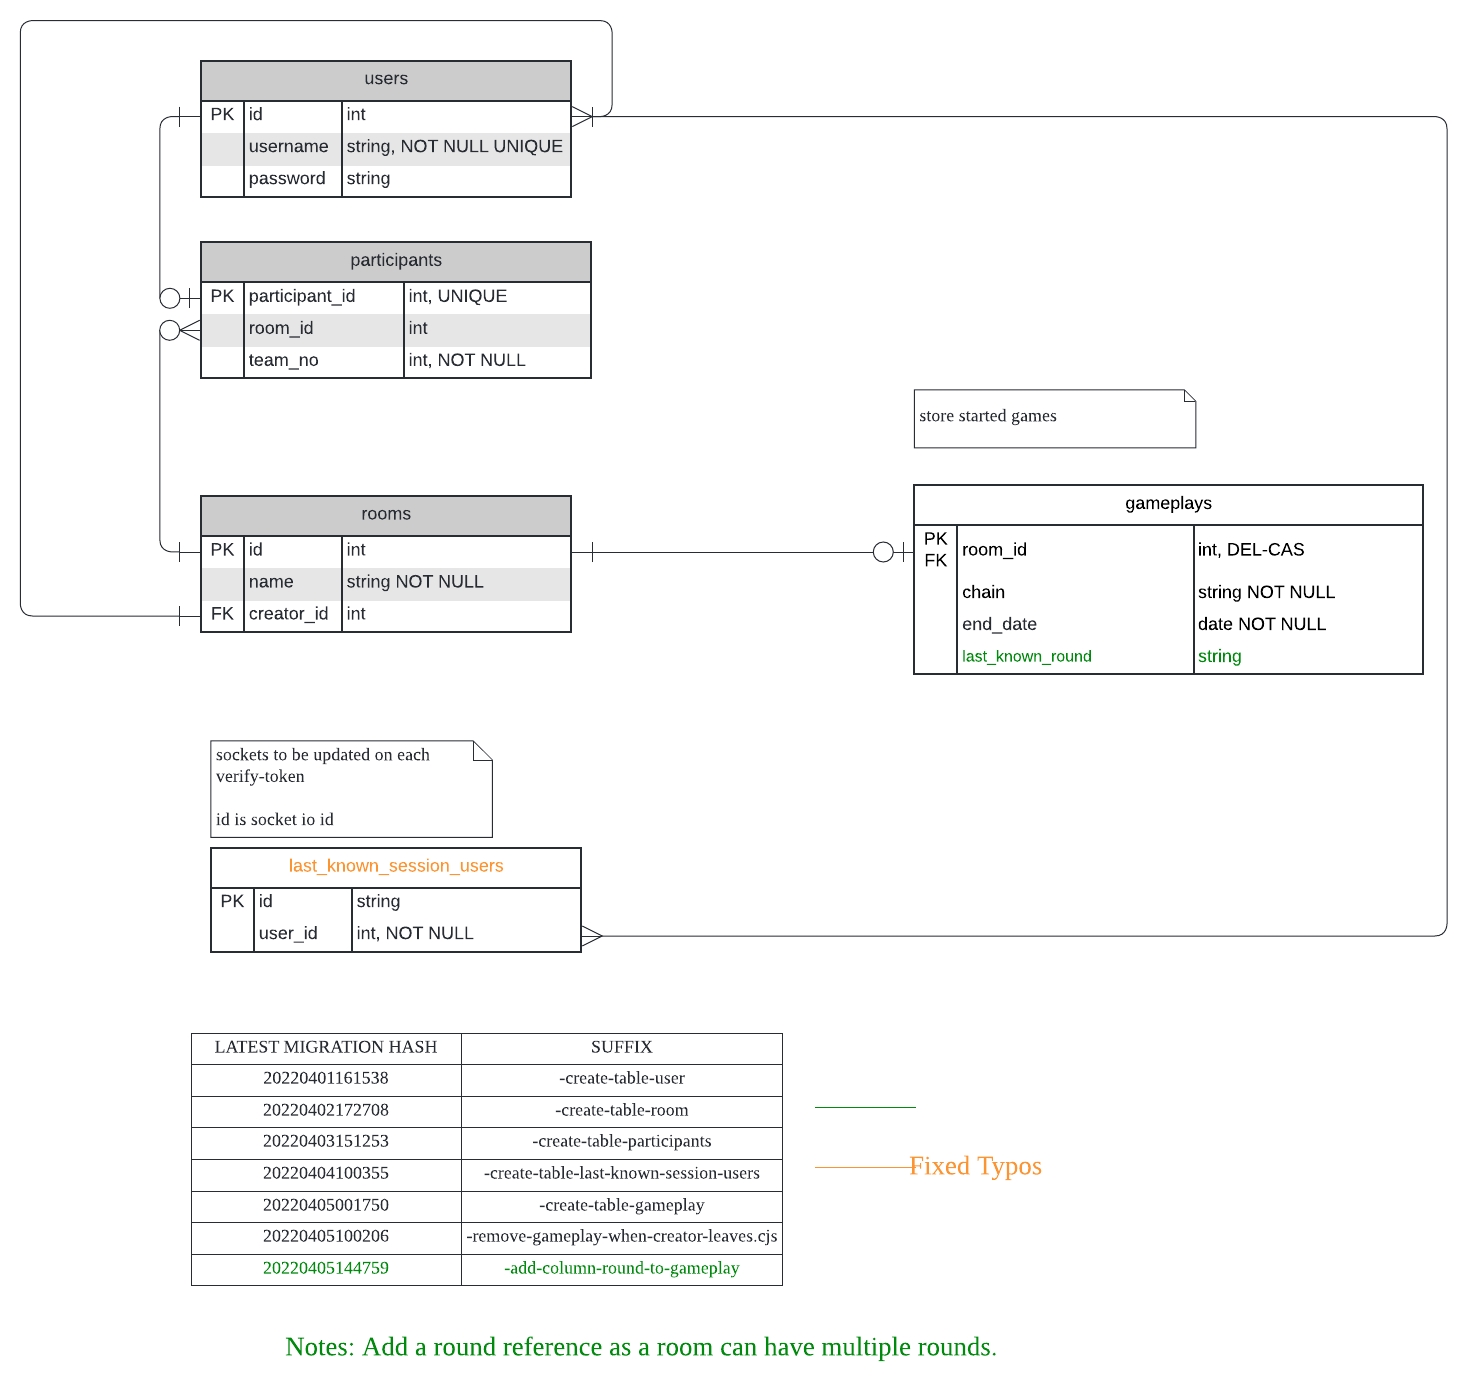 users
PK id int
username string, NOT NULL UNIQUE
password string
participants
PK participant_id int, UNIQUE
room_id int
team_no int, NOT NULL
store started games
rooms
PK id int
name string NOT NULL
FK creator_id int
gameplays
PK
FK room_id int, DEL-CAS
chain string NOT NULL
end_date date NOT NULL
last_known_round string
sockets to be updated on each
verify-token
id is socket io id
last_known_session_users
PK id string
user_id int, NOT NULL
LATEST MIGRATION HASH SUFFIX
20220401161538 -create-table-user
20220402172708 -create-table-room
20220403151253 -create-table-participants
20220404100355 -create-table-last-known-session-users
20220405001750 -create-table-gameplay
20220405100206 -remove-gameplay-when-creator-leaves.cjs
20220405144759 -add-column-round-to-gameplay
Fixed Typos
Notes: Add a round reference as a room can have multiple rounds.